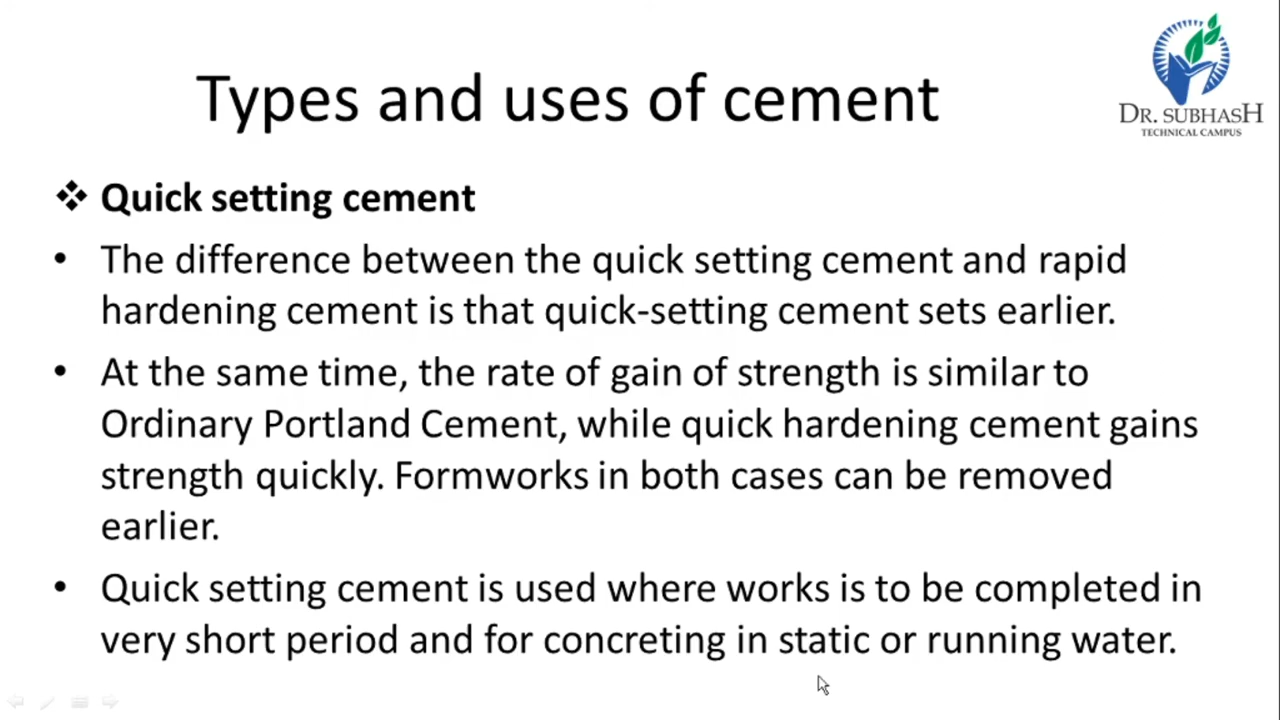 Types and uses of cement
DR. SUBHASH
TECHNICAL CAMPUS
❖ Quick setting cement
• The difference between the quick setting cement and rapid
hardening cement is that quick-setting cement sets earlier.
• At the same time, the rate of gain of strength is similar to
Ordinary Portland Cement, while quick hardening cement gains
strength quickly. Formworks in both cases can be removed
earlier.
• Quick setting cement is used where works is to be completed in
very short period and for concreting in static or running water.